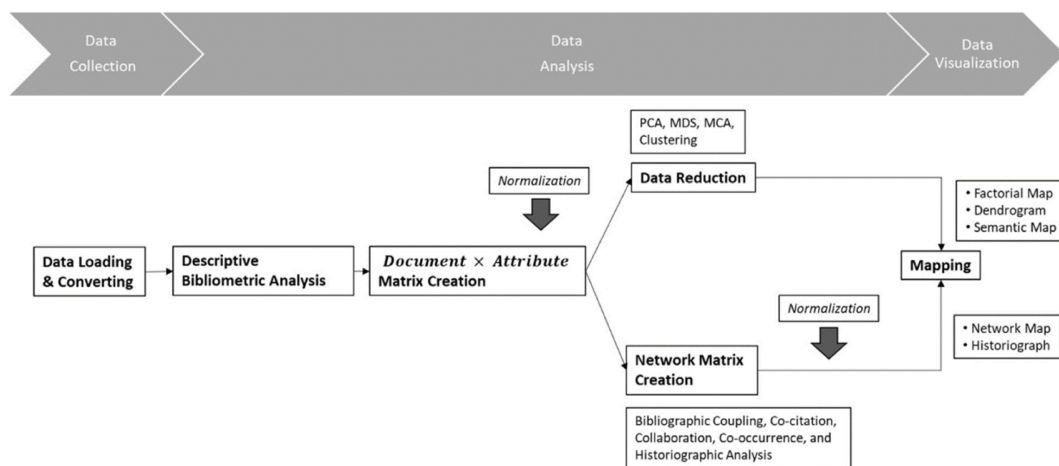 Data
Collection
Data
Analysis
Data
Visualization
PCA, MDS, MCA,
Clustering
Normalization
Data Reduction
• Factorial Map
• Dendrogram
• Semantic Map
Data Loading
& Converting
Descriptive
Bibliometric Analysis
Document × Attribute
Matrix Creation
Mapping
Normalization
• Network Map
• Historiograph
Network Matrix
Creation
Bibliographic Coupling, Co-citation,
Collaboration, Co-occurrence, and
Historiographic Analysis